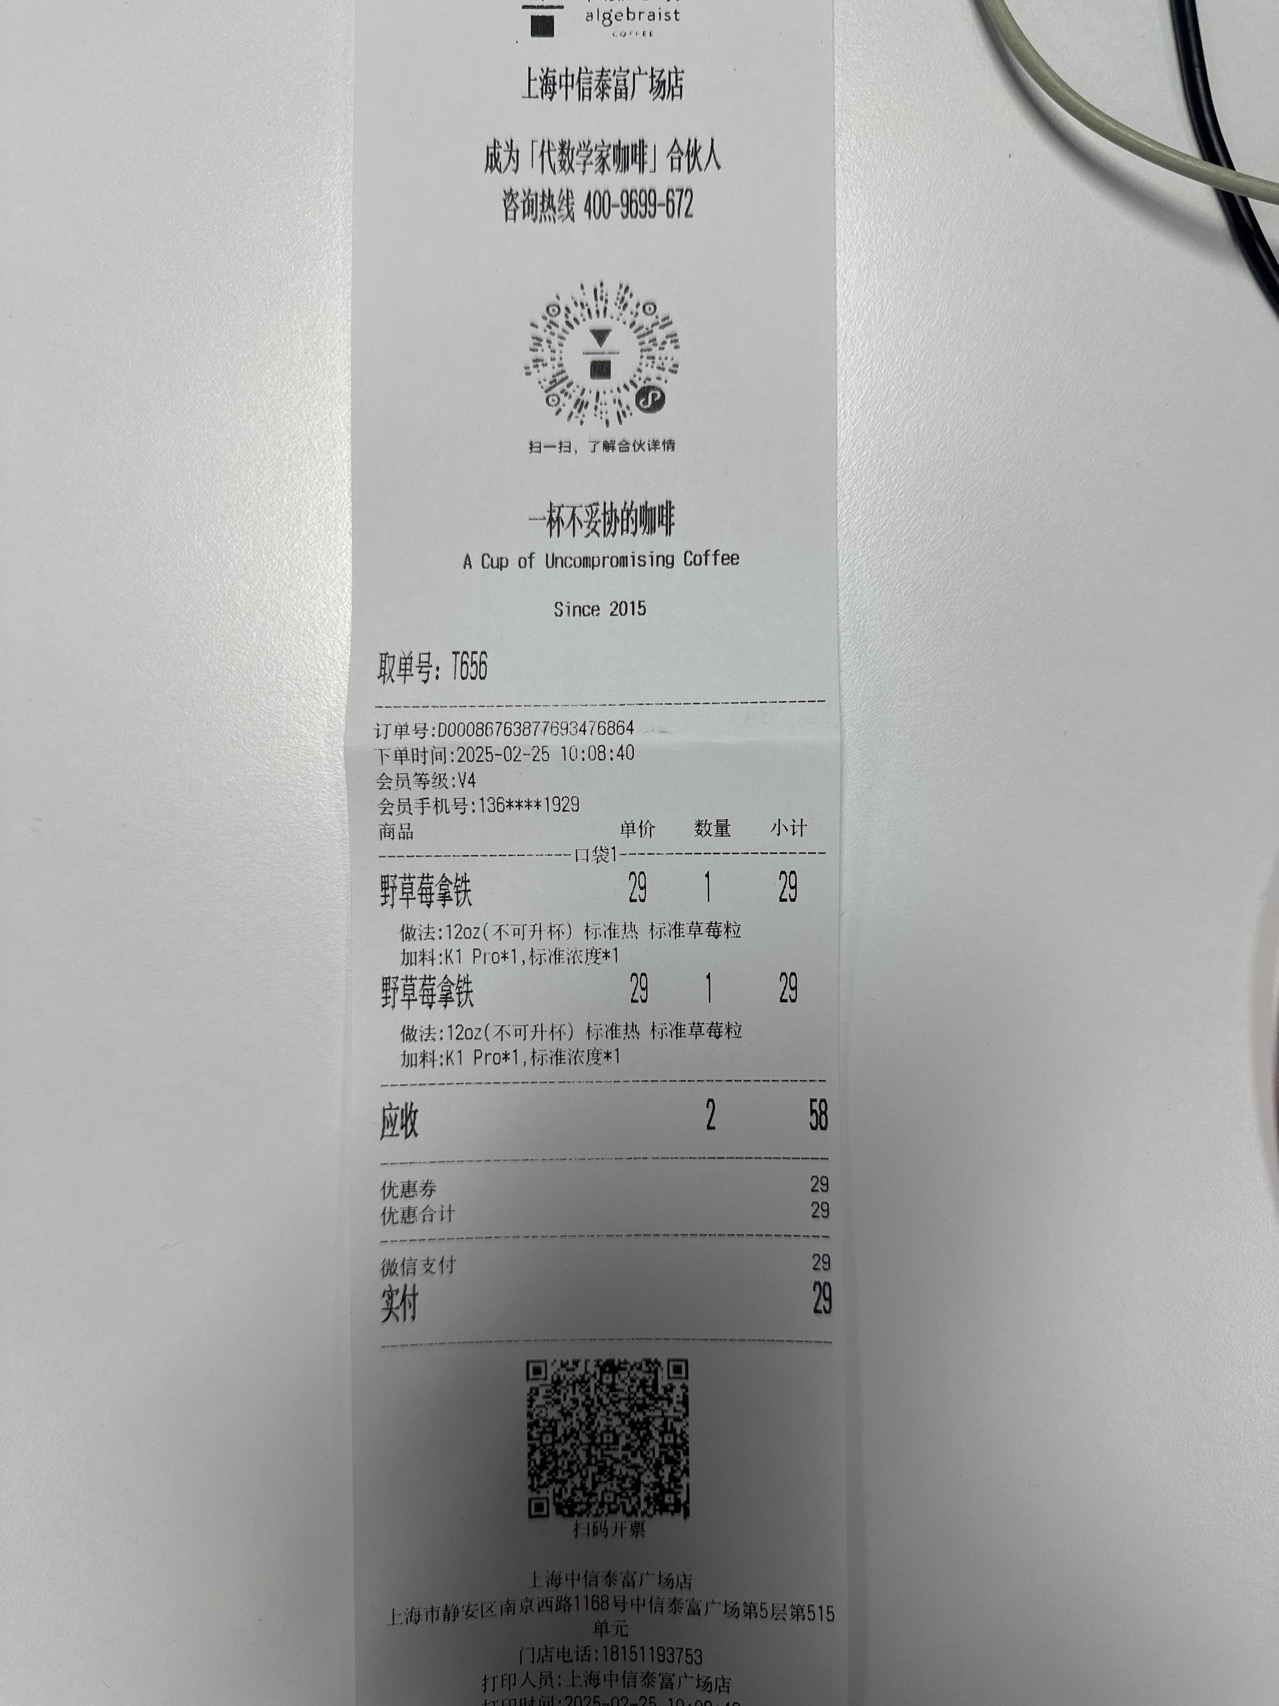 algebraist
COFFEE
上海中信泰富广场店
成为「代数学家咖啡」合伙人
咨询热线 400-9699-672
扫一扫，了解合伙详情
一杯不妥协的咖啡
A Cup of Uncompromising Coffee
Since 2015
取单号：T656
订单号:D00086763877693476864
下单时间:2025-02-25 10:08:40
会员等级:V4
会员手机号:136****1929
商品 单价 数量 小计
口袋1
野草莓拿铁 29 1 29
做法:12oz(不可升杯) 标准热 标准草莓粒
加料:K1 Pro*1,标准浓度*1
野草莓拿铁 29 1 29
做法:12oz(不可升杯) 标准热 标准草莓粒
加料:K1 Pro*1,标准浓度*1
应收 2 58
优惠券 29
优惠合计 29
微信支付 29
实付 29
扫码开票
上海中信泰富广场店
上海市静安区南京西路1168号中信泰富广场第5层第515
单元
门店电话:18151193753
打印人员:上海中信泰富广场店
打印时间:2025-02-25